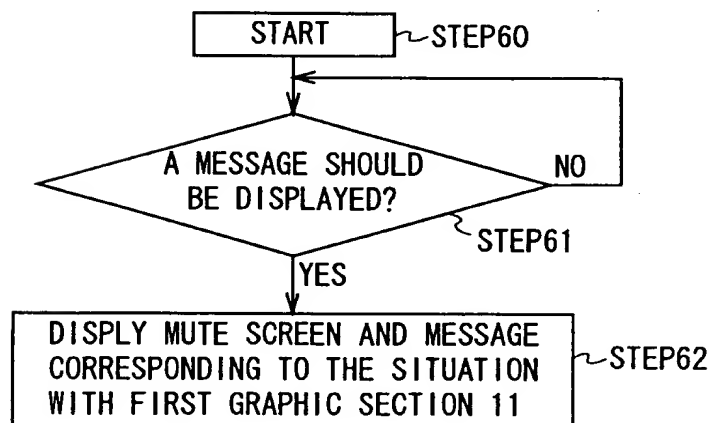 START
STEP60
A MESSAGE SHOULD
BE DISPLAYED?
NO
STEP61
YES
DISPLY MUTE SCREEN AND MESSAGE
CORRESPONDING TO THE SITUATION
WITH FIRST GRAPHIC SECTION 11
STEP62